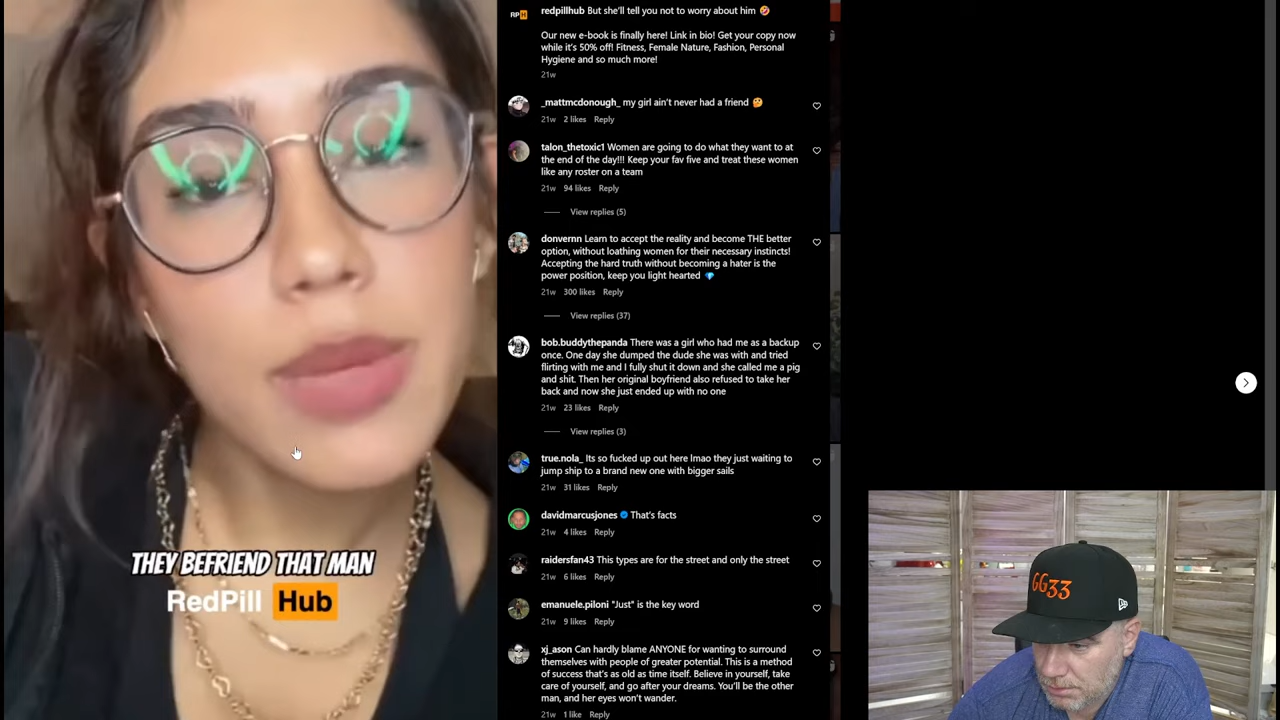 THEY BEFRIEND THAT MAN
RedPill Hub
RPH
redpillhub But she'll tell you not to worry about him 🤣
Our new e-book is finally here! Link in bio! Get your copy now
while it's 50% off! Fitness, Female Nature, Fashion, Personal
Hygiene and so much more!
21w
_mattmcdonough_ my girl ain't never had a friend 🤔
21w 2 likes Reply
talon_thetoxic1 Women are going to do what they want to at
the end of the day!!! Keep your fav five and treat these women
like any roster on a team
21w 94 likes Reply
View replies (5)
donvernn Learn to accept the reality and become THE better
option, without loathing women for their necessary instincts!
Accepting the hard truth without becoming a hater is the
power position, keep you light hearted 💎
21w 300 likes Reply
View replies (37)
bob.buddythepanda There was a girl who had me as a backup
once. One day she dumped the dude she was with and tried
flirting with me and I fully shut it down and she called me a pig
and shit. Then her original boyfriend also refused to take her
back and now she just ended up with no one
21w 23 likes Reply
View replies (3)
true.nola_ Its so fucked up out here lmao they just waiting to
jump ship to a brand new one with bigger sails
21w 31 likes Reply
davidmarcusjones That's facts
21w 4 likes Reply
raidersfan43 This types are for the street and only the street
21w 6 likes Reply
emanuele.piloni "Just" is the key word
21w 9 likes Reply
xj_ason Can hardly blame ANYONE for wanting to surround
themselves with people of greater potential. This is a method
of success that's as old as time itself. Believe in yourself, take
care of yourself, and go after your dreams. You'll be the other
man, and her eyes won't wander.
21w 1 like Reply
GG33